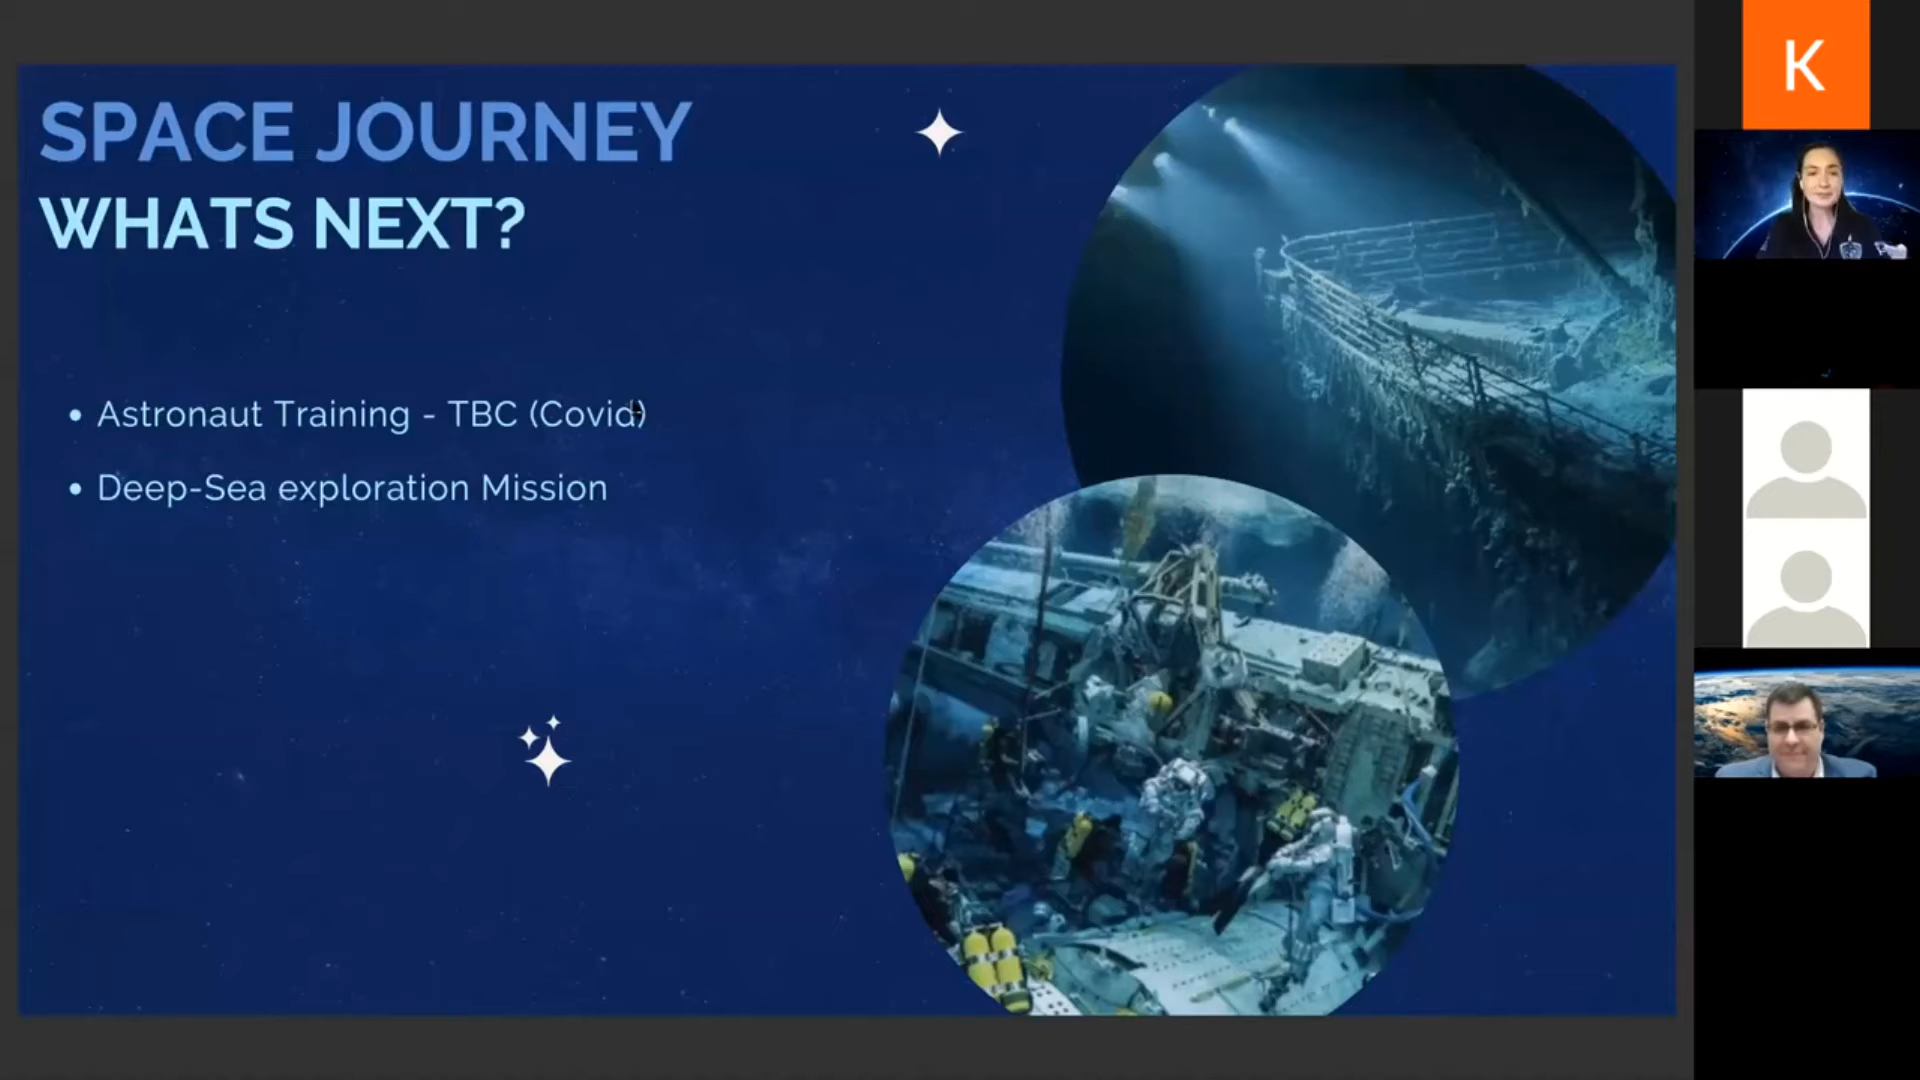 SPACE JOURNEY
WHATS NEXT?
• Astronaut Training - TBC (Covid)
• Deep-Sea exploration Mission
K